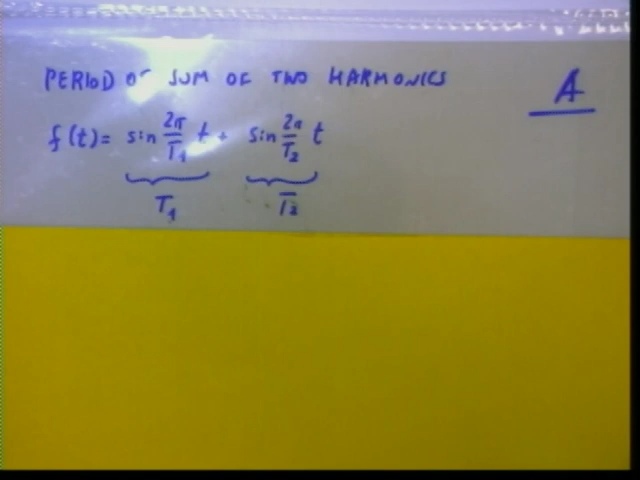 PERIOD OF SUM OF TWO HARMONICS
A
f(t) = sin 2π/T₁ t + sin 2π/T₂ t
T₁ T₂